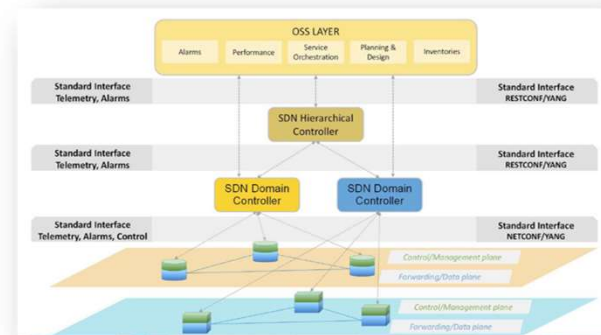 OSS LAYER
Alarms
Performance
Service
Orchestration
Planning &
Design
Inventories
Standard Interface
Telemetry, Alarms
Standard Interface
RESTCONF/YANG
SDN Hierarchical
Controller
Standard Interface
Telemetry, Alarms
Standard Interface
RESTCONF/YANG
SDN Domain
Controller
SDN Domain
Controller
Standard Interface
Telemetry, Alarms, Control
Standard Interface
NETCONF/YANG
Control/Management plane
Forwarding/Data plane
Control/Management plane
Forwarding/Data plane